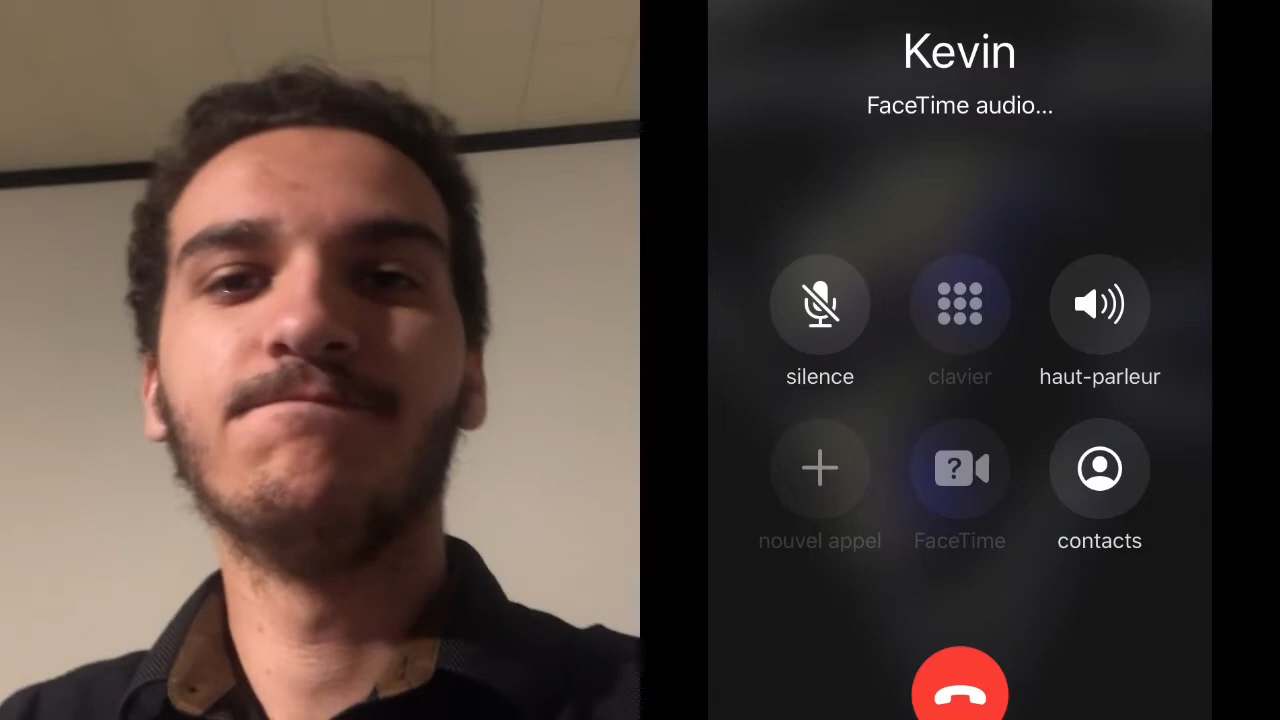 Kevin
FaceTime audio...
silence
clavier
haut-parleur
nouvel appel
FaceTime
contacts